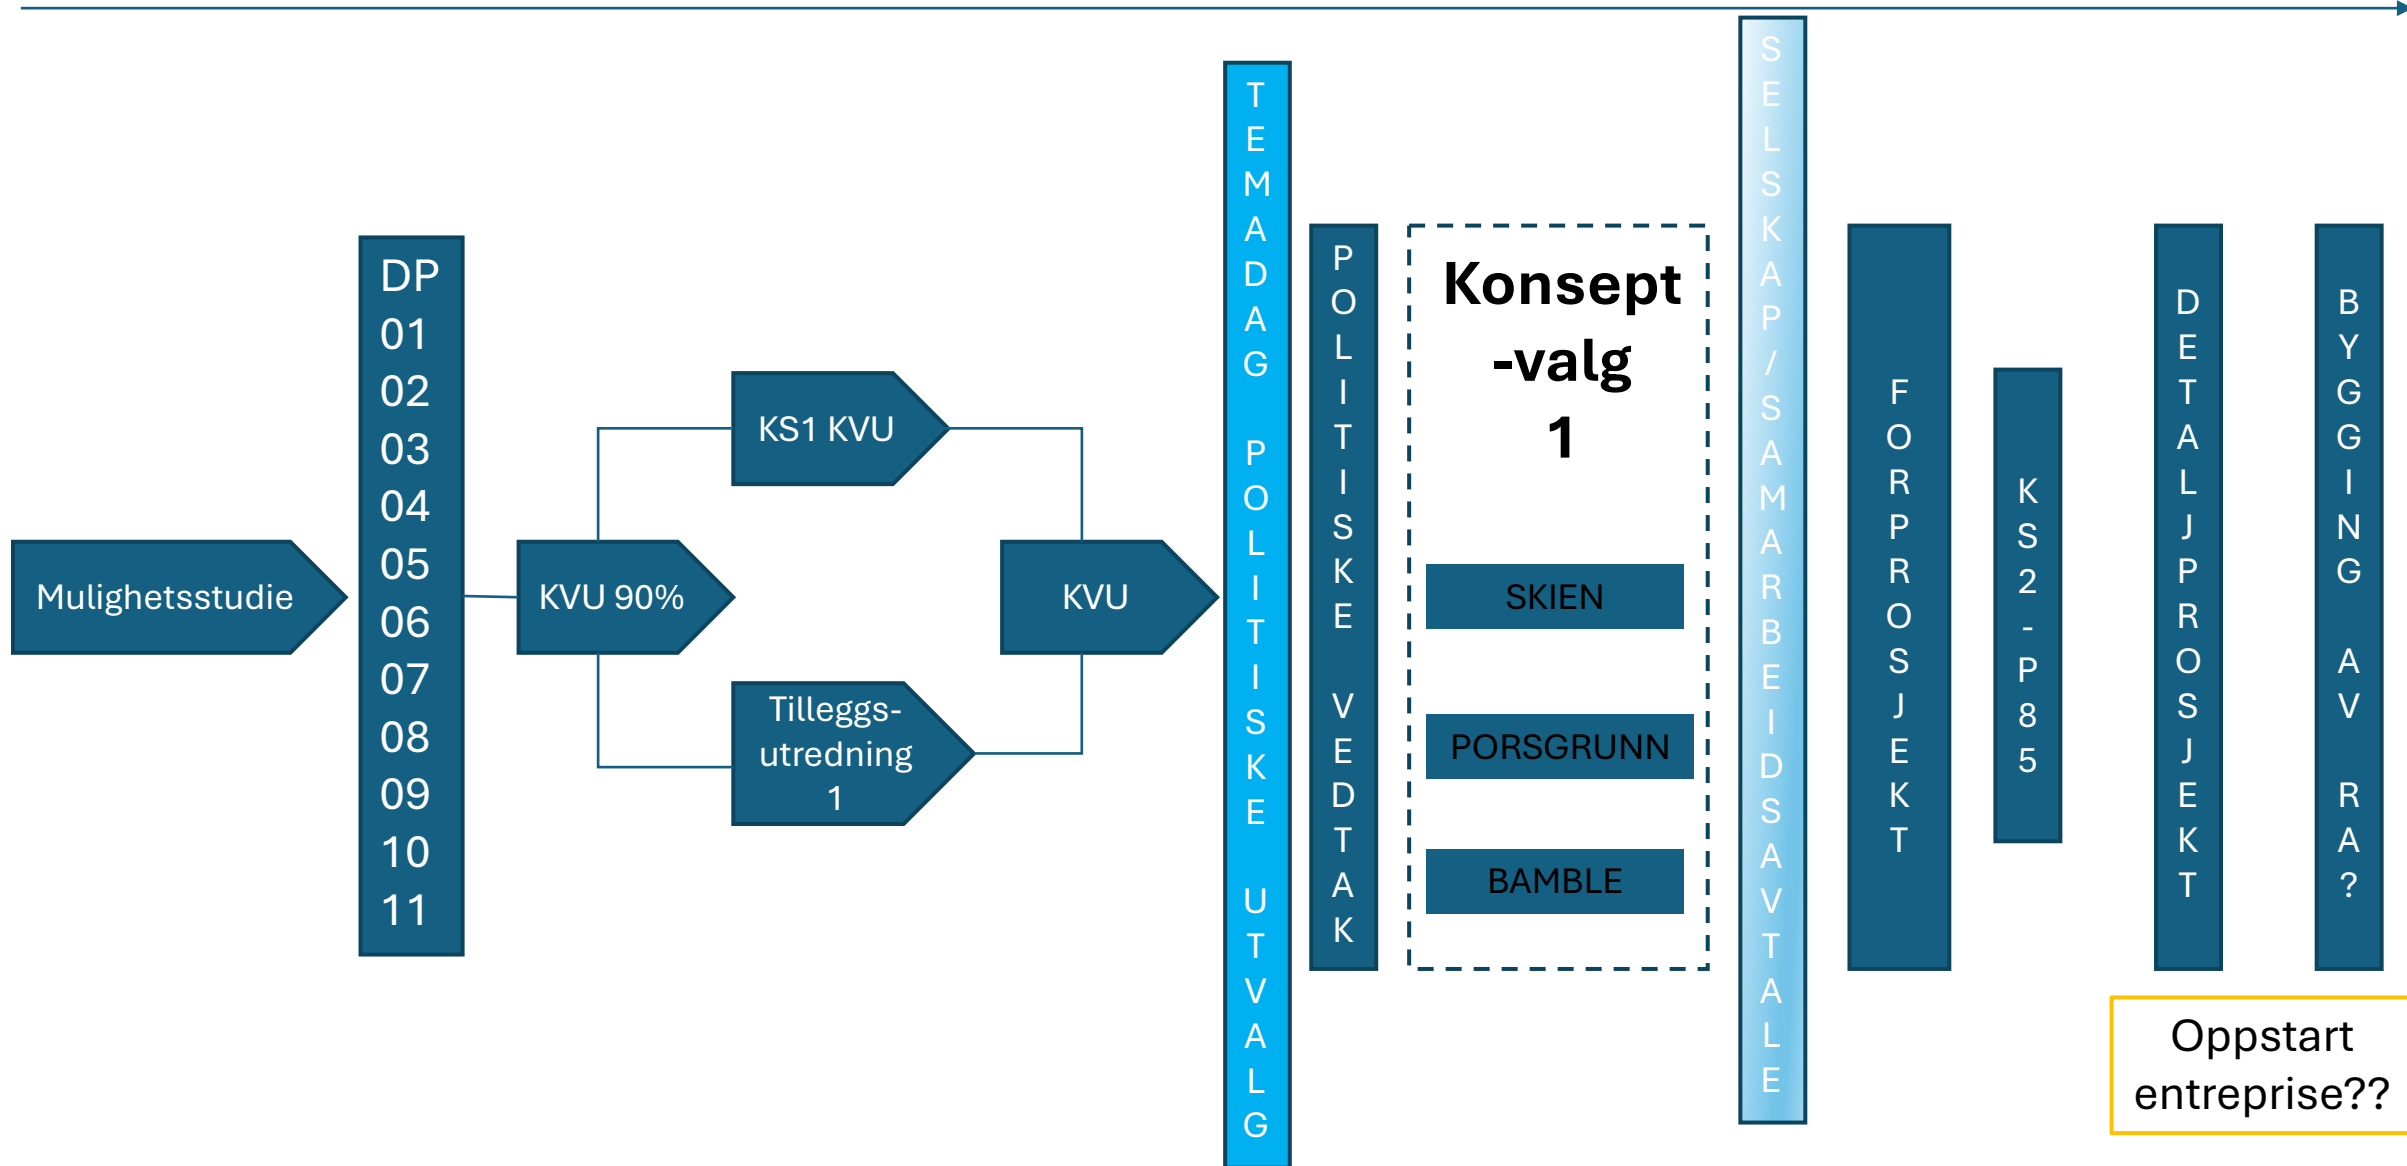 Mulighetsstudie
DP
01
02
03
04
05
06
07
08
09
10
11
KVU 90%
KS1 KVU
Tilleggs-
utredning
1
KVU
TEMADAG POLITISKE UTVALG
POLITISKE VEDTAK
Konsept
-valg
1
SKIEN
PORSGRUNN
BAMBLE
SELSKAP/SAMARBEIDSAVTALE
FORPROSJEKT
KS2-P85
DETALJPROSJEKT
BYGGING AV RA?
Oppstart
entreprise??